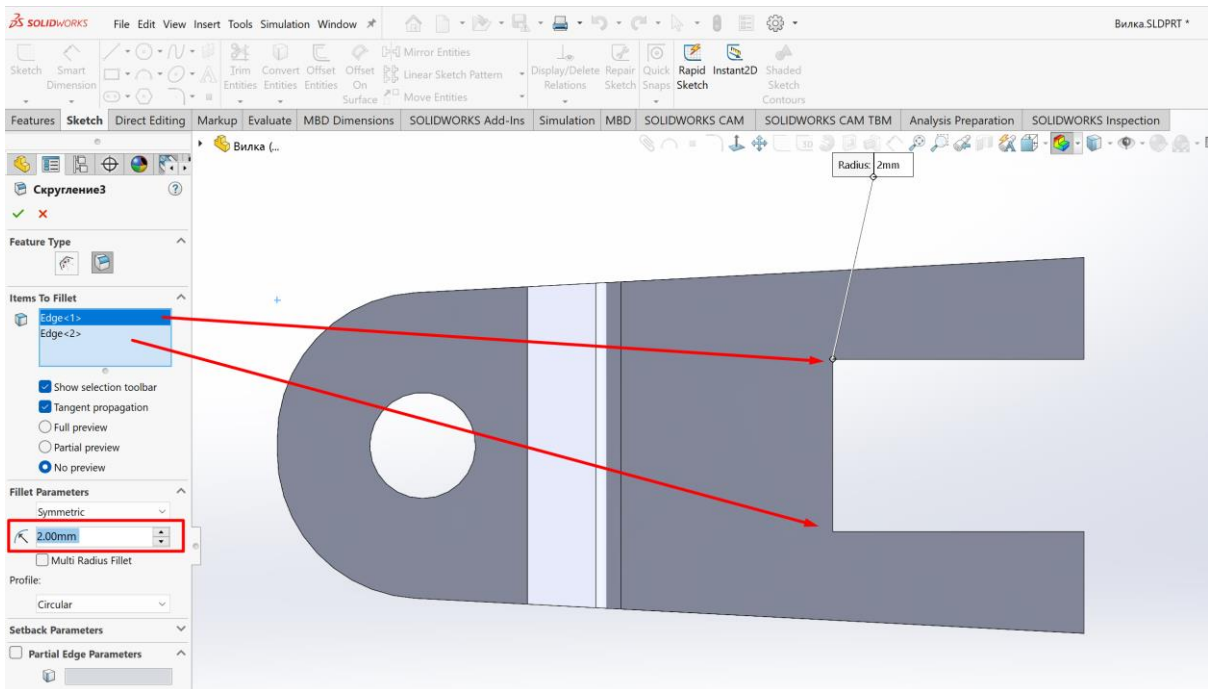 SOLIDWORKS File Edit View Insert Tools Simulation Window Вилка.SLDPRT *
Sketch Smart Dimension Trim Entities Convert Entities Offset Entities Offset On Surface Mirror Entities Linear Sketch Pattern Move Entities Display/Delete Relations Repair Sketch Quick Snaps Rapid Sketch Instant2D Shaded Sketch Contours
Features Sketch Direct Editing Markup Evaluate MBD Dimensions SOLIDWORKS Add-Ins Simulation MBD SOLIDWORKS CAM SOLIDWORKS CAM TBM Analysis Preparation SOLIDWORKS Inspection
Вилка (...
Radius: 2mm
Скругление3
Feature Type
Items To Fillet
Edge<1>
Edge<2>
Show selection toolbar
Tangent propagation
Full preview
Partial preview
No preview
Fillet Parameters
Symmetric
2.00mm
Multi Radius Fillet
Profile:
Circular
Setback Parameters
Partial Edge Parameters